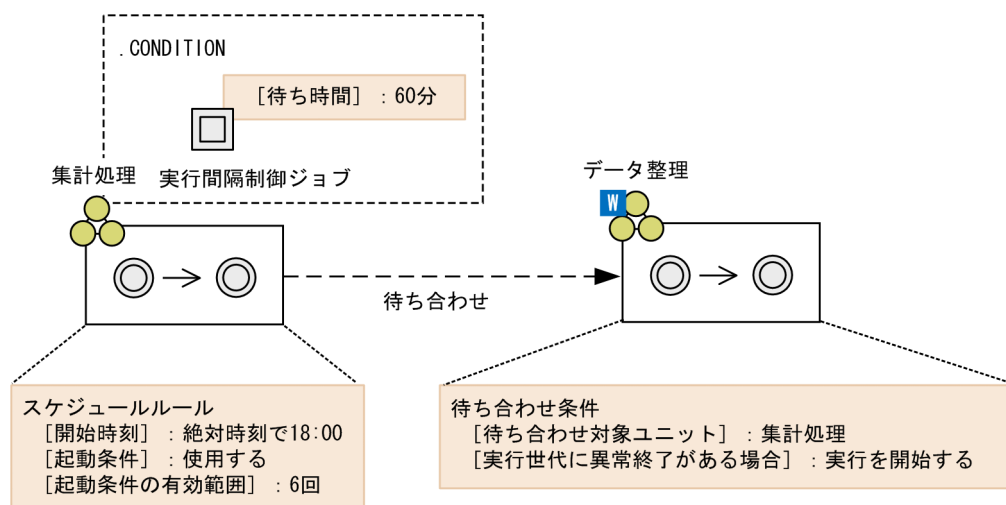 .CONDITION
[待ち時間]：60分
実行間隔制御ジョブ
集計処理
データ整理
W
待ち合わせ
スケジュールルール
[開始時刻]：絶対時刻で18:00
[起動条件]：使用する
[起動条件の有効範囲]：6回
待ち合わせ条件
[待ち合わせ対象ユニット]：集計処理
[実行世代に異常終了がある場合]：実行を開始する